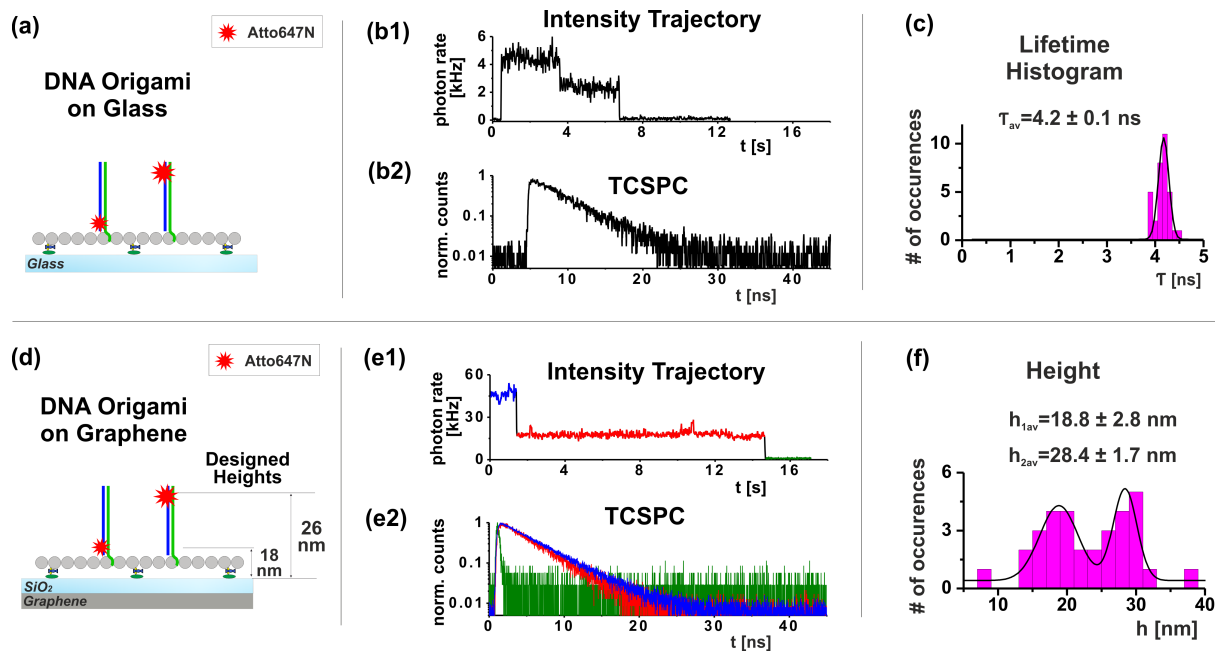 (a)
Atto647N
DNA Origami
on Glass
Glass
(b1)
Intensity Trajectory
photon rate
[kHz]
6
4
2
0
0 4 8 12 16
t [s]
(b2)
TCSPC
norm. counts
1
0.1
0.01
0 10 20 30 40
t [ns]
(c)
Lifetime
Histogram
τav=4.2 ± 0.1 ns
# of occurences
10
5
0
0 1 2 3 4 5
τ [ns]
(d)
Atto647N
DNA Origami
on Graphene
Designed
Heights
26
nm
18
nm
SiO₂
Graphene
(e1)
Intensity Trajectory
photon rate
[kHz]
60
30
0
0 4 8 12 16
t [s]
(e2)
TCSPC
norm. counts
1
0.1
0.01
0 10 20 30 40
t [ns]
(f)
Height
h1av=18.8 ± 2.8 nm
h2av=28.4 ± 1.7 nm
# of occurences
6
3
0
10 20 30 40
h [nm]